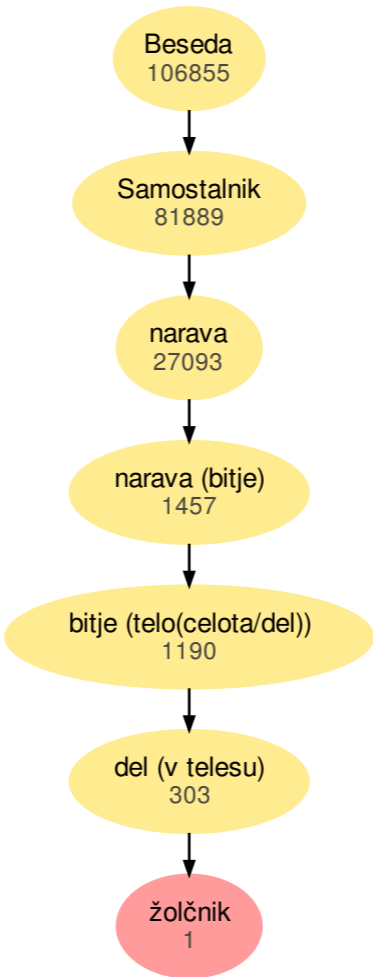 Beseda
106855
Samostalnik
81889
narava
27093
narava (bitje)
1457
bitje (telo(celota/del))
1190
del (v telesu)
303
žolčnik
1